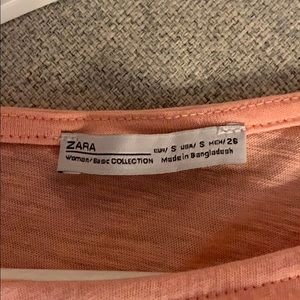 ZARA
Woman/Basic COLLECTION
EUR/ S USA/ S MEX/ 26
Made in Bangladesh